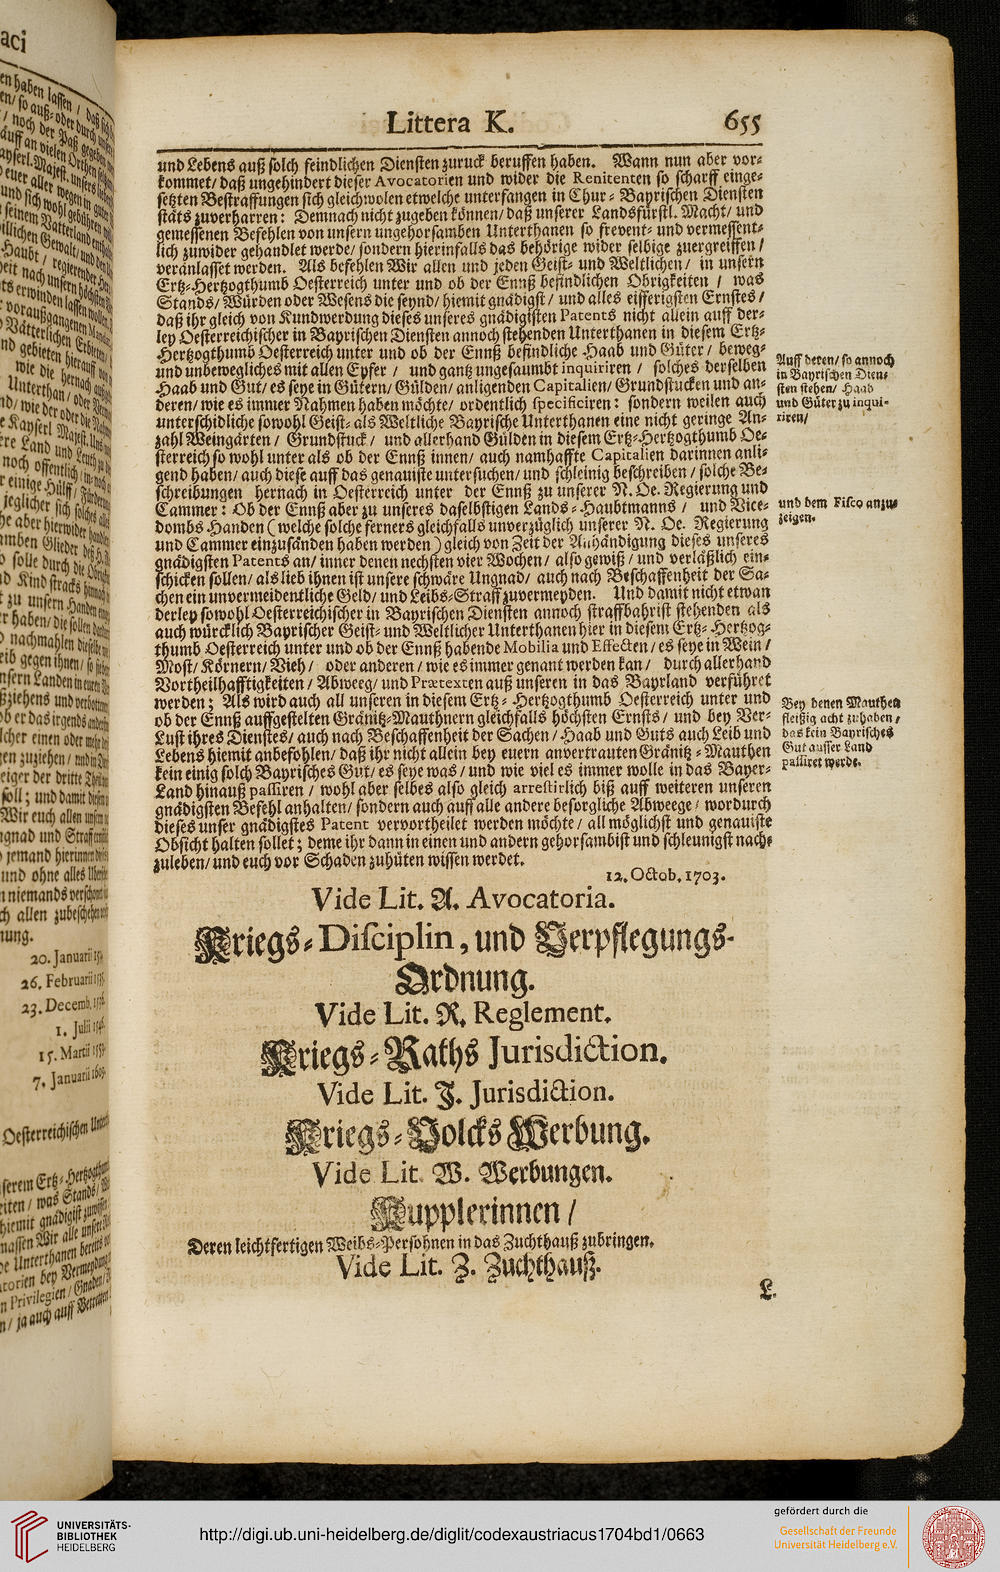 Littera K. 655
und Lebens auß solch feindlichen Diensten zuruck beruffen haben. Wann nun aber vor-
kommet/ daß ungehindert dieser Avocatorien und wider die Renitenten so scharff einge-
setzten Bestraffungen sich gleichwolen etwelche unterfangen in Chur- Bayrischen Diensten
stäts zuverharren: Demnach nicht zugeben können/ daß unserer Landsfürstl. Macht/ und
gemessenen Befehlen von unsern ungehorsamben Unterthanen so frevent- und vermessent-
lich zuwider gehandlet werde/ sondern hierinfalls das behörige wider selbige zuergreiffen/
veranlasset werden. Als befehlen Wir allen und jeden Geist- und Weltlichen/ in unsern
Ertz-Hertzogthumb Oesterreich unter und ob der Ennß befindlichen Obrigkeiten / was
Stands/ Würden oder Wesens die seynd/ hiemit gnädigst/ und alles eifferigsten Ernstes/
daß ihr gleich von Kundwerdung dieses unseres gnädigsten Patents nicht allein auff der-
ley Oesterreichischer in Bayrischen Diensten annoch stehenden Unterthanen in diesem Ertz-
Hertzogthumb Oesterreich unter und ob der Ennß befindliche Haab und Güter/ beweg-
und unbewegliches mit allen Eyfer / und gantz ungesaumbt inquiriren / solches derselben
Haab und Gut/ es seye in Gütern/ Gülden/ anligenden Capitalien/ Grundstucken und an-
deren/ wie es immer Nahmen haben möchte/ ordentlich specificiren: sondern weilen auch
unterschidliche sowohl Geist- als Weltliche Bayrische Unterthanen eine nicht geringe An-
zahl Weingärten/ Grundstuck/ und allerhand Gülden in diesem Ertz-Hertzogthumb Oe-
sterreich so wohl unter als ob der Ennß innen/ auch namhaffte Capitalien darinnen anli-
gend haben/ auch diese auff das genauiste untersuchen/ und schleinig beschreiben/ solche Be-
schreibungen hernach in Oesterreich unter der Ennß zu unserer N. Oe. Regierung und
Cammer: Ob der Ennß aber zu unseres daselbstigen Lands-Haubtmanns / und Vice-
dombs Handen (welche solche ferners gleichfalls unverzüglich unserer N. Oe. Regierung
und Cammer einzusänden haben werden) gleich von Zeit der Anhändigung dieses unseres
gnädigsten Patents an/ inner denen nechsten vier Wochen/ also gewiß/ und verläßlich ein-
schicken sollen/ als lieb ihnen ist unsere schwäre Ungnad/ auch nach Beschaffenheit der Sa-
chen ein unvermeidentliche Geld/ und Leibs-Straff zuvermeyden. Und damit nicht etwan
derley sowohl Oesterreichischer in Bayrischen Diensten annoch straffbahrist stehenden als
auch würcklich Bayrischer Geist- und Weltlicher Unterthanen hier in diesem Ertz-Hertzog-
thumb Oesterreich unter und ob der Ennß habende Mobilia und Effecten/ es seye in Wein/
Most/ Körnern/ Vieh/ oder anderen/ wie es immer genant werden kan/ durch allerhand
Vortheilhafftigkeiten/ Abweeg/ und Prætexten auß unseren in das Bayrland verführet
werden; Als wird auch all unseren in diesem Ertz-Hertzogthumb Oesterreich unter und
ob der Ennß auffgestelten Gränitz-Mauthnern gleichfalls höchsten Ernsts/ und bey Ver-
Lust ihres Dienstes/ auch nach Beschaffenheit der Sachen/ Haab und Guts auch Leib und
Lebens hiemit anbefohlen/ daß ihr nicht allein bey euern anvertrauten Gränitz-Mauthen
kein einig solch Bayrisches Gut/ es seye was/ und wie viel es immer wolle in das Bayer-
Land hinauß passiren/ wohl aber selbes also gleich arrestirlich biß auff weiteren unseren
gnädigsten Befehl anhalten/ sondern auch auff alle andere besorgliche Abweege/ wordurch
dieses unser gnädigstes Patent vervortheilet werden möchte/ all möglichst und genauiste
Obsicht halten sollet; deme ihr dann in einen und andern gehorsambist und schleunigst nach-
zuleben/ und euch vor Schaden zuhüten wissen werdet.
12. Octob. 1703.
Auff deren/ so annoch
in Bayrischen Dien-
sten stehen/ Haab
und Güter zu inqui-
riren/
und dem Fisco anzu-
zeigen.
Bey denen Mauthen
fleißig acht zu haben/
das kein Bayrisches
Gut ausser Land
passiret werde.
Vide Lit. A. Avocatoria.
Kriegs-Disciplin, und Verpflegungs-
Ordnung.
Vide Lit. R. Reglement.
Kriegs-Raths Jurisdiction.
Vide Lit. J. Jurisdiction.
Kriegs-Volcks Werbung.
Vide Lit. W. Werbungen.
Kupplerinnen/
Deren leichtfertigen Weibs-Persohnen in das Zuchthauß zubringen.
Vide Lit. Z. Zuchthauß.
L.
aci
20. Januarii
26. Februarii
23. Decemb.
1. Julii
15. Martii
7. Januarii
Oesterreichischen
UNIVERSITÄTS-
BIBLIOTHEK
HEIDELBERG
http://digi.ub.uni-heidelberg.de/diglit/codexaustriacus1704bd1/0663
gefördert durch die
Gesellschaft der Freunde
Universität Heidelberg e.V.